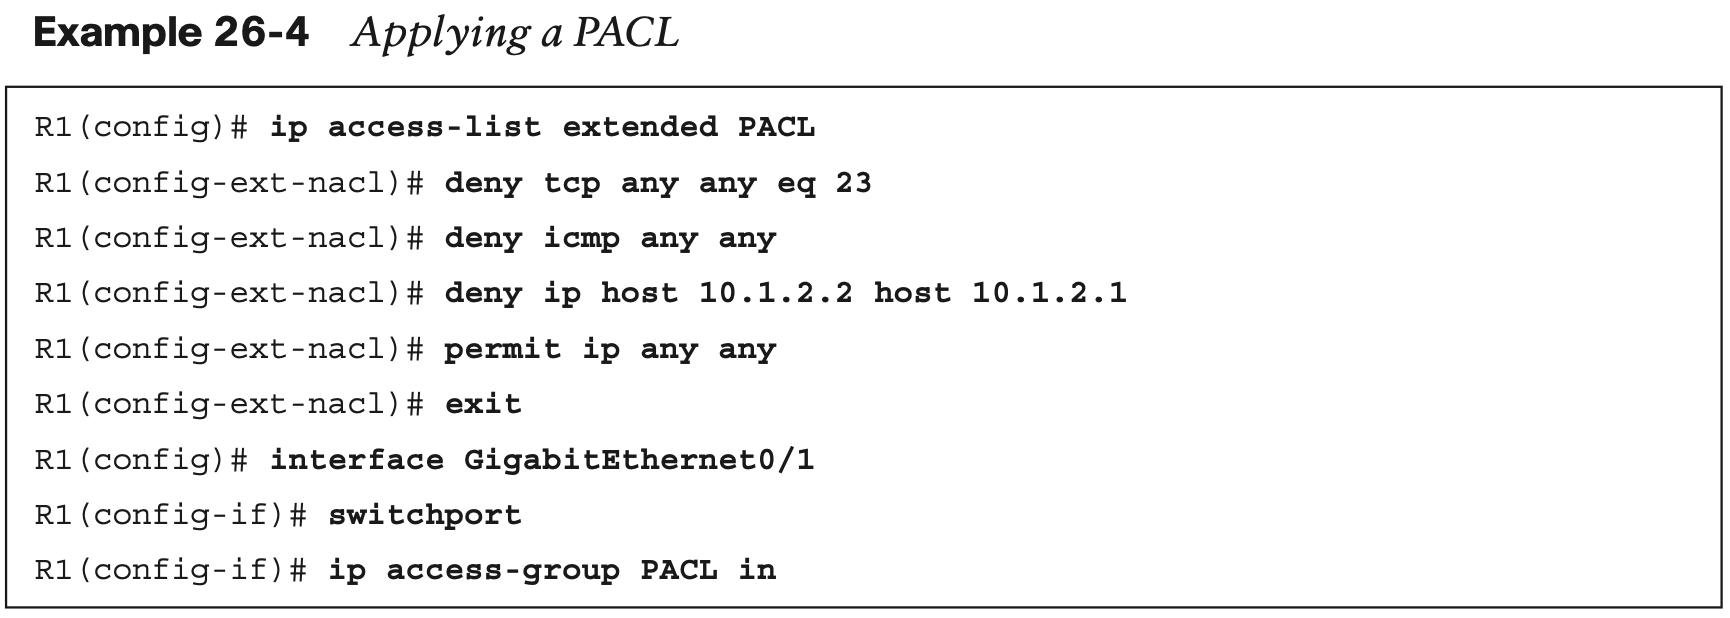 Example 26-4 Applying a PACL
R1(config)# ip access-list extended PACL
R1(config-ext-nacl)# deny tcp any any eq 23
R1(config-ext-nacl)# deny icmp any any
R1(config-ext-nacl)# deny ip host 10.1.2.2 host 10.1.2.1
R1(config-ext-nacl)# permit ip any any
R1(config-ext-nacl)# exit
R1(config)# interface GigabitEthernet0/1
R1(config-if)# switchport
R1(config-if)# ip access-group PACL in